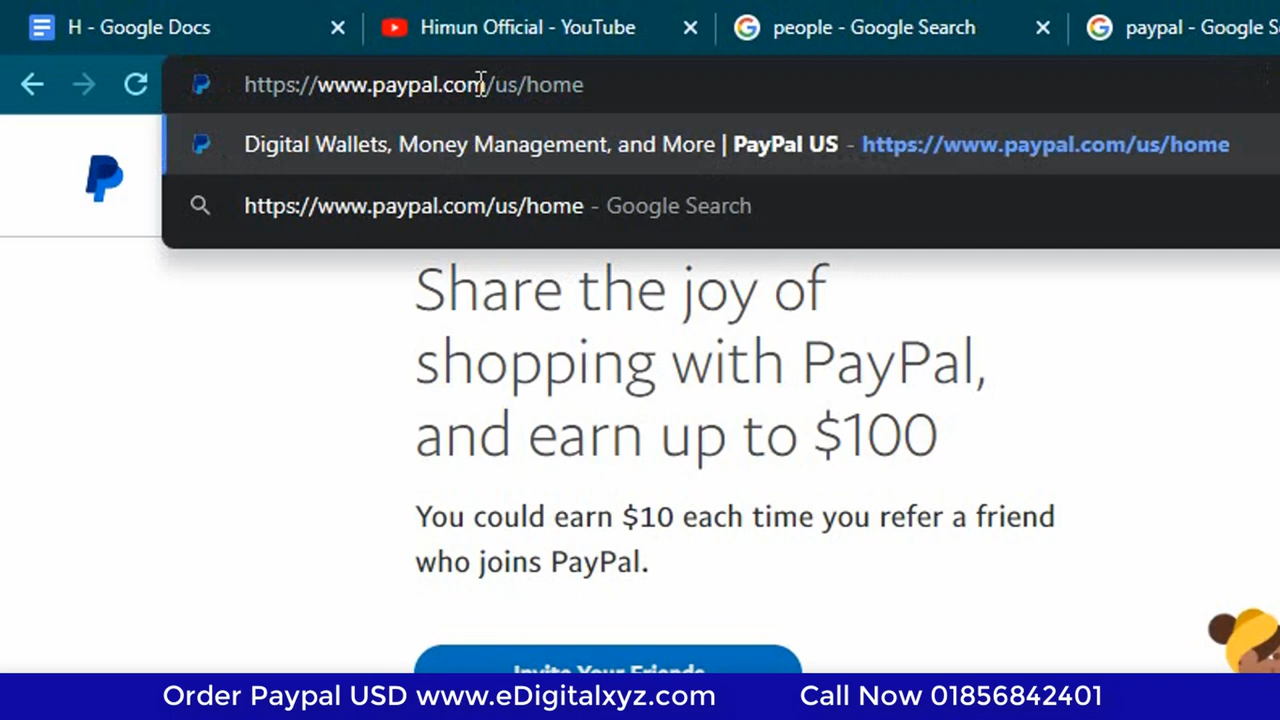 H - Google Docs
Himun Official - YouTube
people - Google Search
paypal - Google S
https://www.paypal.com/us/home
Digital Wallets, Money Management, and More | PayPal US - https://www.paypal.com/us/home
https://www.paypal.com/us/home - Google Search
Share the joy of
shopping with PayPal,
and earn up to $100
You could earn $10 each time you refer a friend
who joins PayPal.
Invite Your Friends
Order Paypal USD www.eDigitalxyz.com Call Now 01856842401